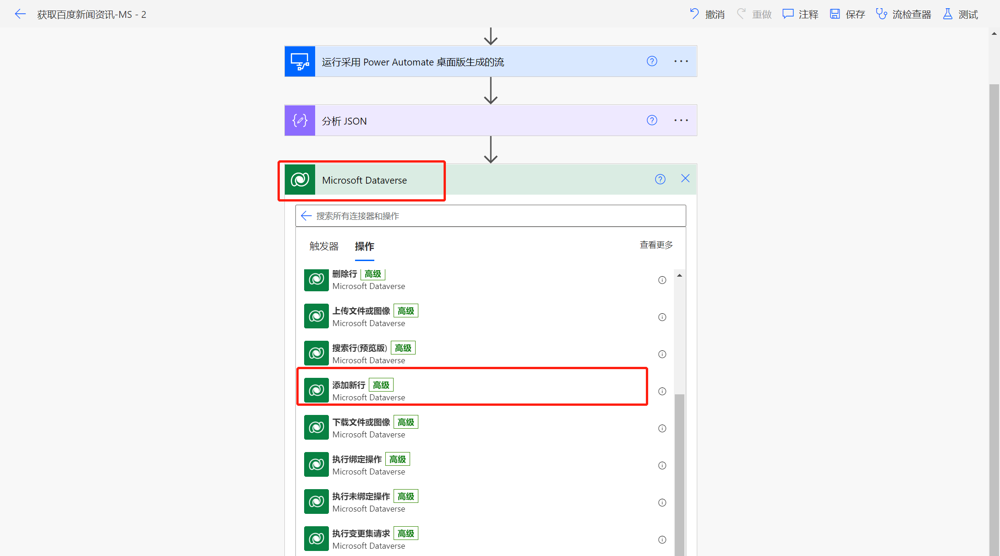 获取百度新闻资讯-MS - 2
撤消 重做 注释 保存 流检查器 测试
运行采用 Power Automate 桌面版生成的流
分析 JSON
Microsoft Dataverse
搜索所有连接器和操作
触发器 操作 查看更多
删除行 高级
Microsoft Dataverse
上传文件或图像 高级
Microsoft Dataverse
搜索行(预览版) 高级
Microsoft Dataverse
添加新行 高级
Microsoft Dataverse
下载文件或图像 高级
Microsoft Dataverse
执行绑定操作 高级
Microsoft Dataverse
执行未绑定操作 高级
Microsoft Dataverse
执行变更集请求 高级
Microsoft Dataverse